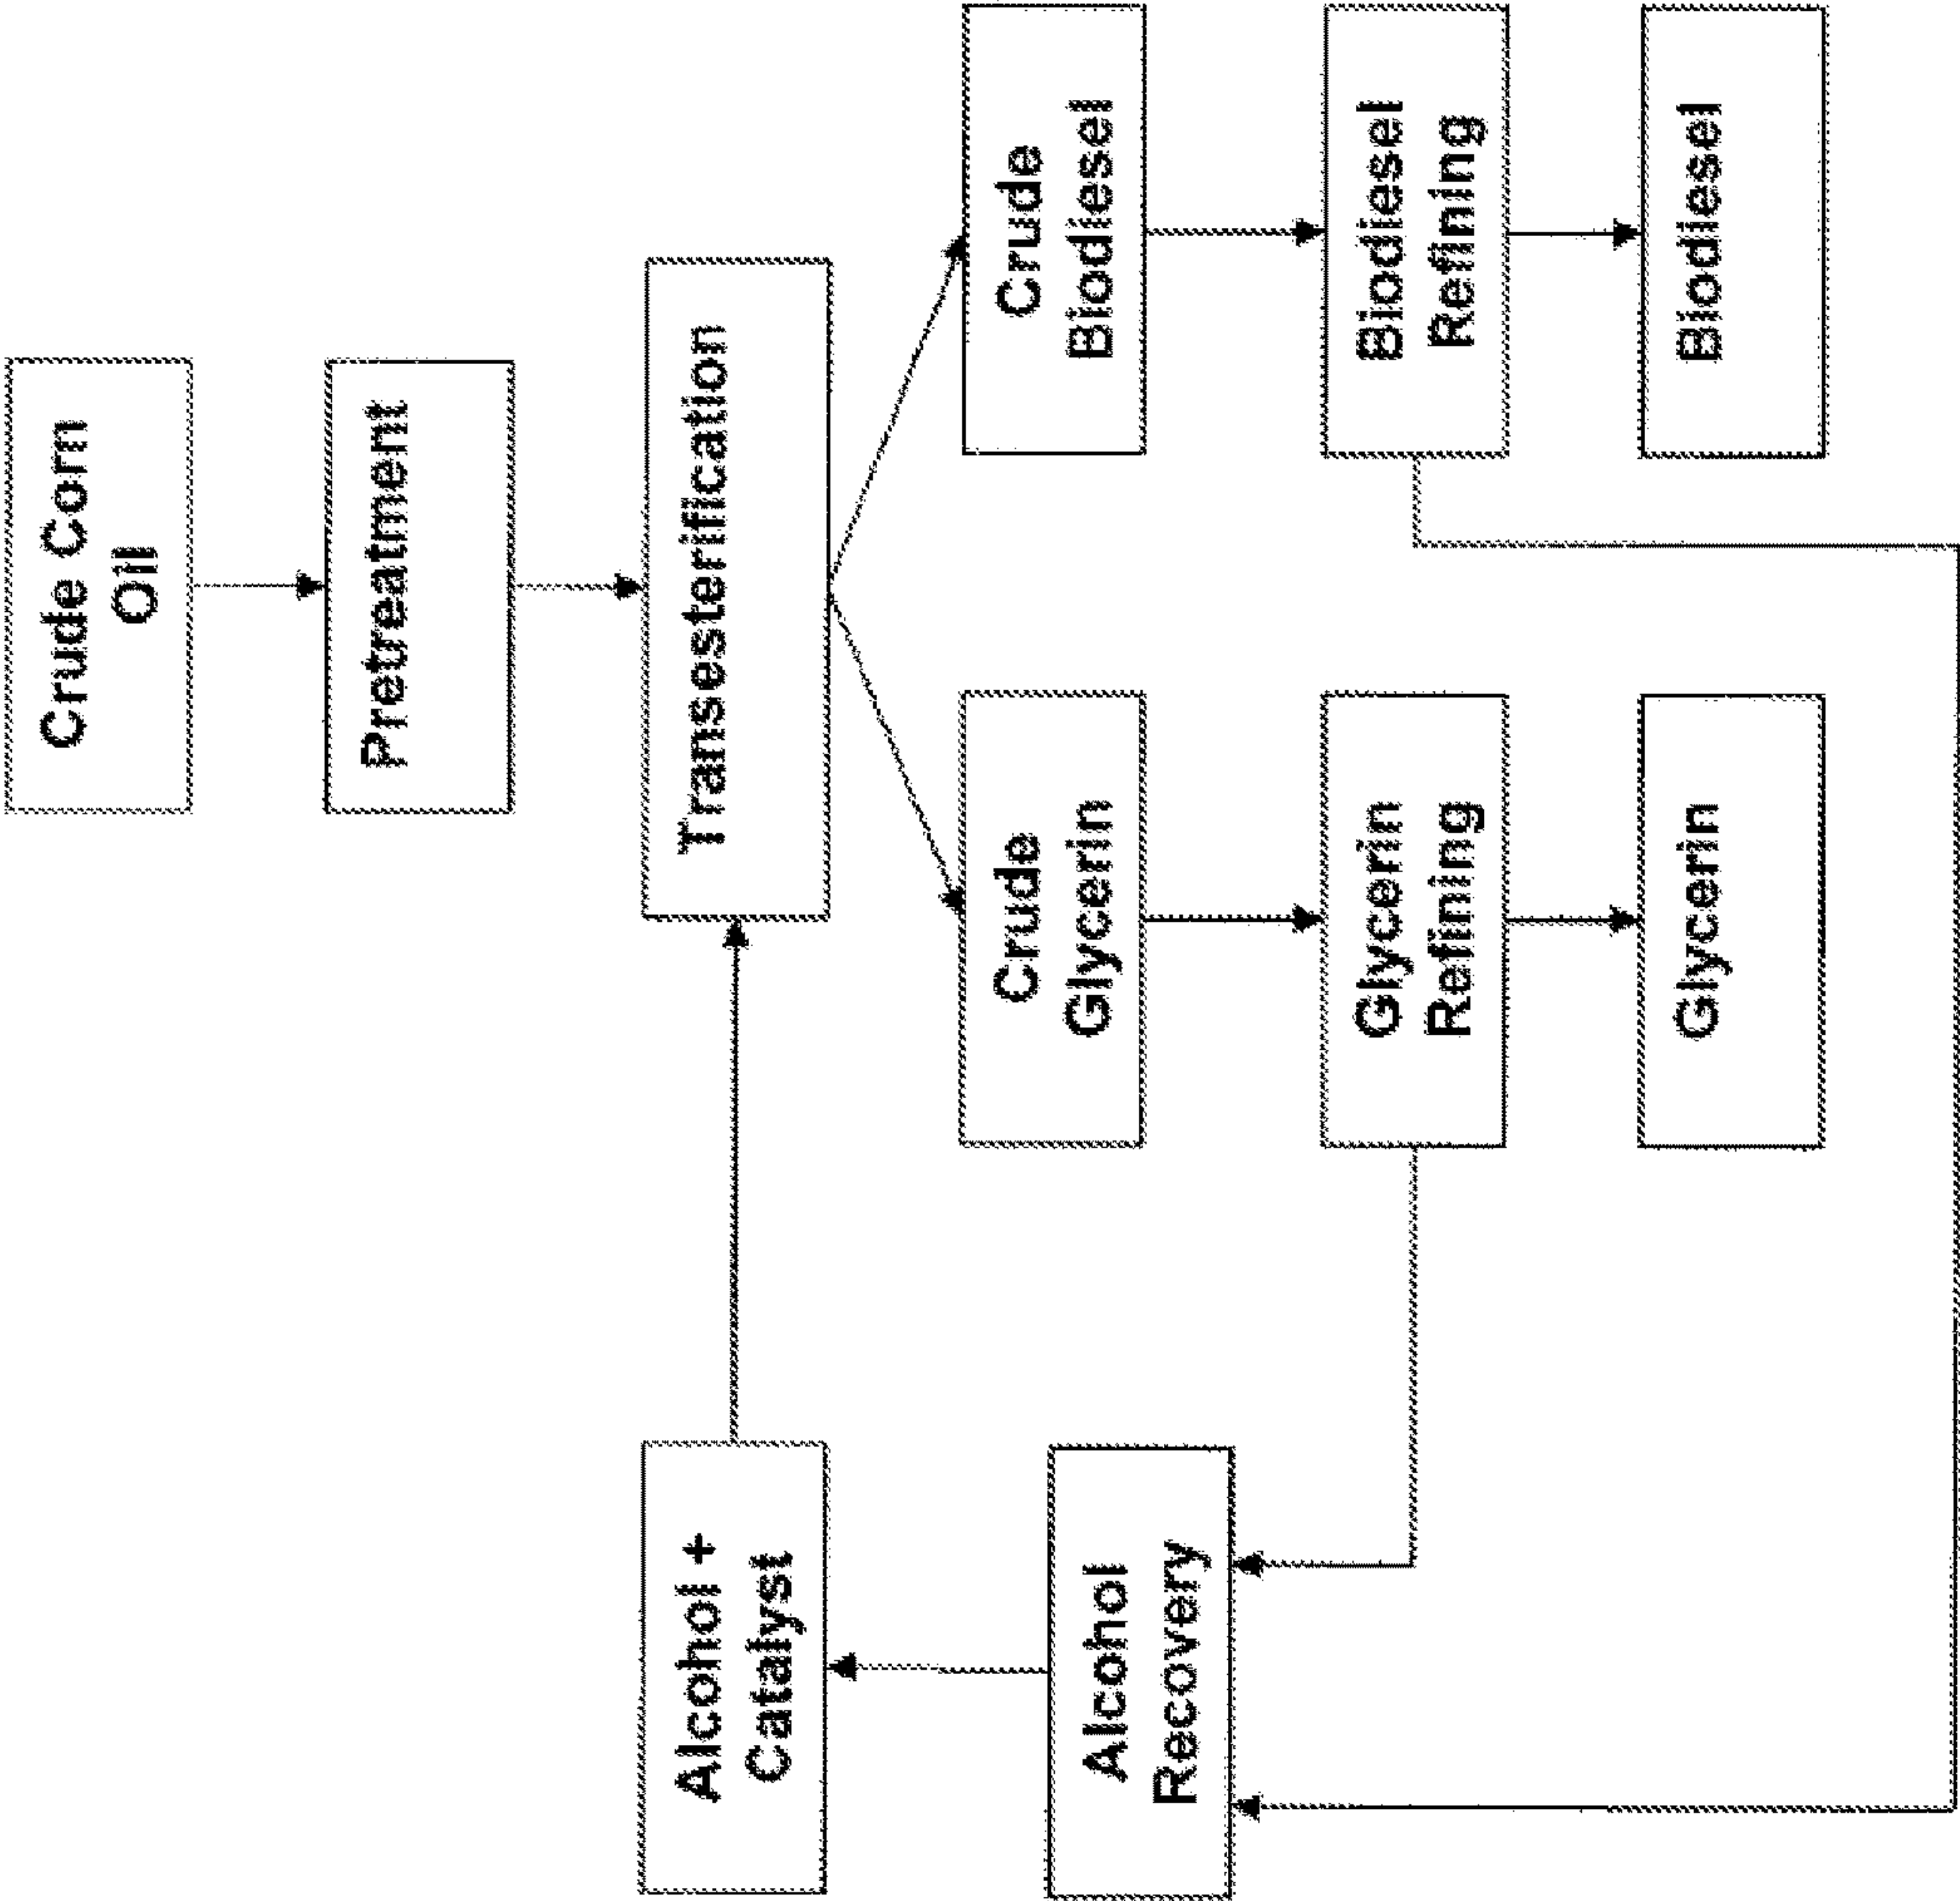 Crude Corn
Oil
Pretreatment
Transesterification
Alcohol +
Catalyst
Alcohol
Recovery
Crude
Glycerin
Glycerin
Refining
Glycerin
Crude
Biodiesel
Biodiesel
Refining
Biodiesel